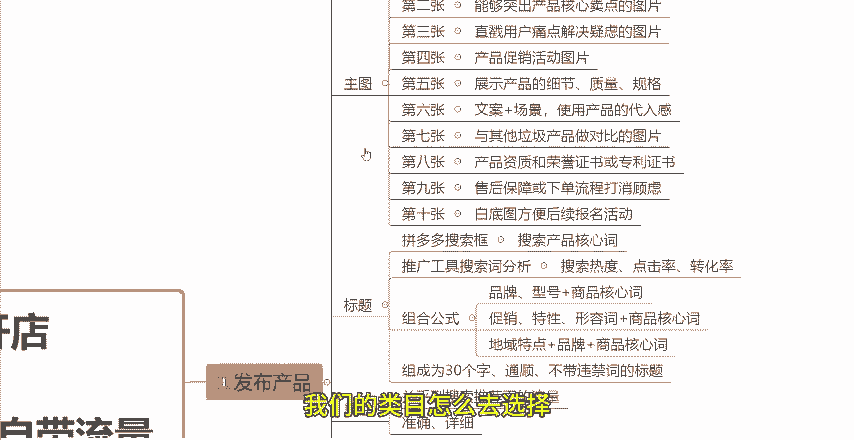 第二张 能够突出产品核心卖点的图片
第三张 直戳用户痛点解决疑虑的图片
第四张 产品促销活动图片
主图 第五张 展示产品的细节、质量、规格
第六张 文案+场景，使用产品的代入感
第七张 与其他垃圾产品做对比的图片
第八张 产品资质和荣誉证书或专利证书
第九张 售后保障或下单流程打消顾虑
第十张 白底图方便后续报名活动
拼多多搜索框 搜索产品核心词
推广工具搜索词分析 搜索热度、点击率、转化率
标题
组合公式
品牌、型号+商品核心词
促销、特性、形容词+商品核心词
地域特点+品牌+商品核心词
组成为30个字、通顺、不带违禁词的标题
开店
1 发布产品
自带流量
准确、详细
我们的类目怎么去选择